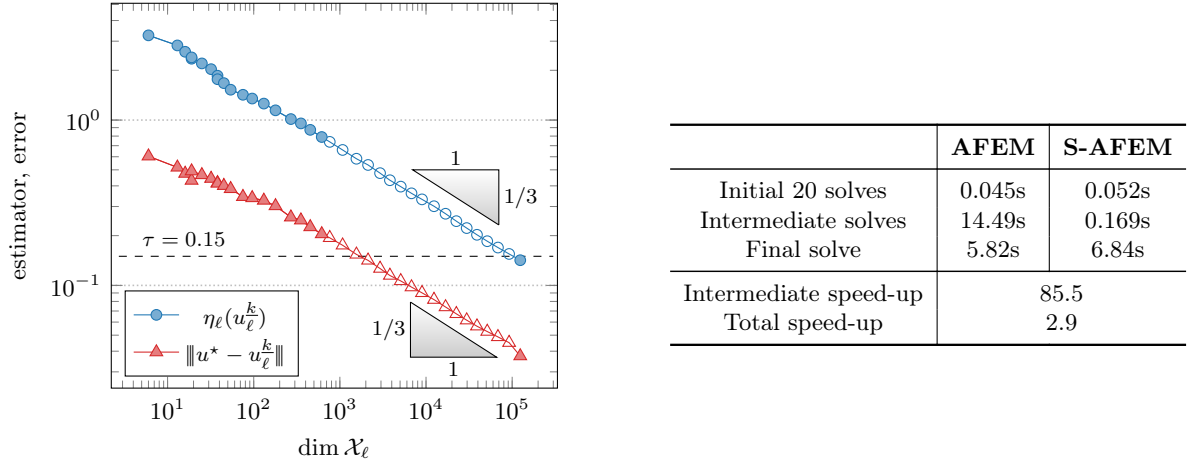 estimator, error
10^0
10^{-1}
τ = 0.15
1
1/3
1/3
1
η_ℓ(u_ℓ^{\underline{k}})
|||u^⋆ − u_ℓ^{\underline{k}}|||
10^1 10^2 10^3 10^4 10^5
dim 𝒳_ℓ
AFEM S-AFEM
Initial 20 solves 0.045s 0.052s
Intermediate solves 14.49s 0.169s
Final solve 5.82s 6.84s
Intermediate speed-up 85.5
Total speed-up 2.9